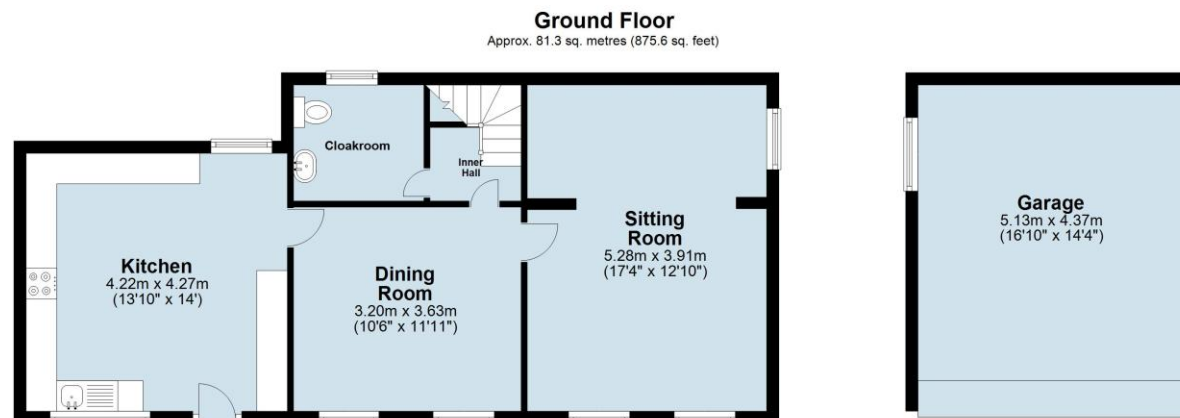 Ground Floor
Approx. 81.3 sq. metres (875.6 sq. feet)
Cloakroom
Inner
Hall
Kitchen
4.22m x 4.27m
(13'10" x 14')
Dining
Room
3.20m x 3.63m
(10'6" x 11'11")
Sitting
Room
5.28m x 3.91m
(17'4" x 12'10")
Garage
5.13m x 4.37m
(16'10" x 14'4")